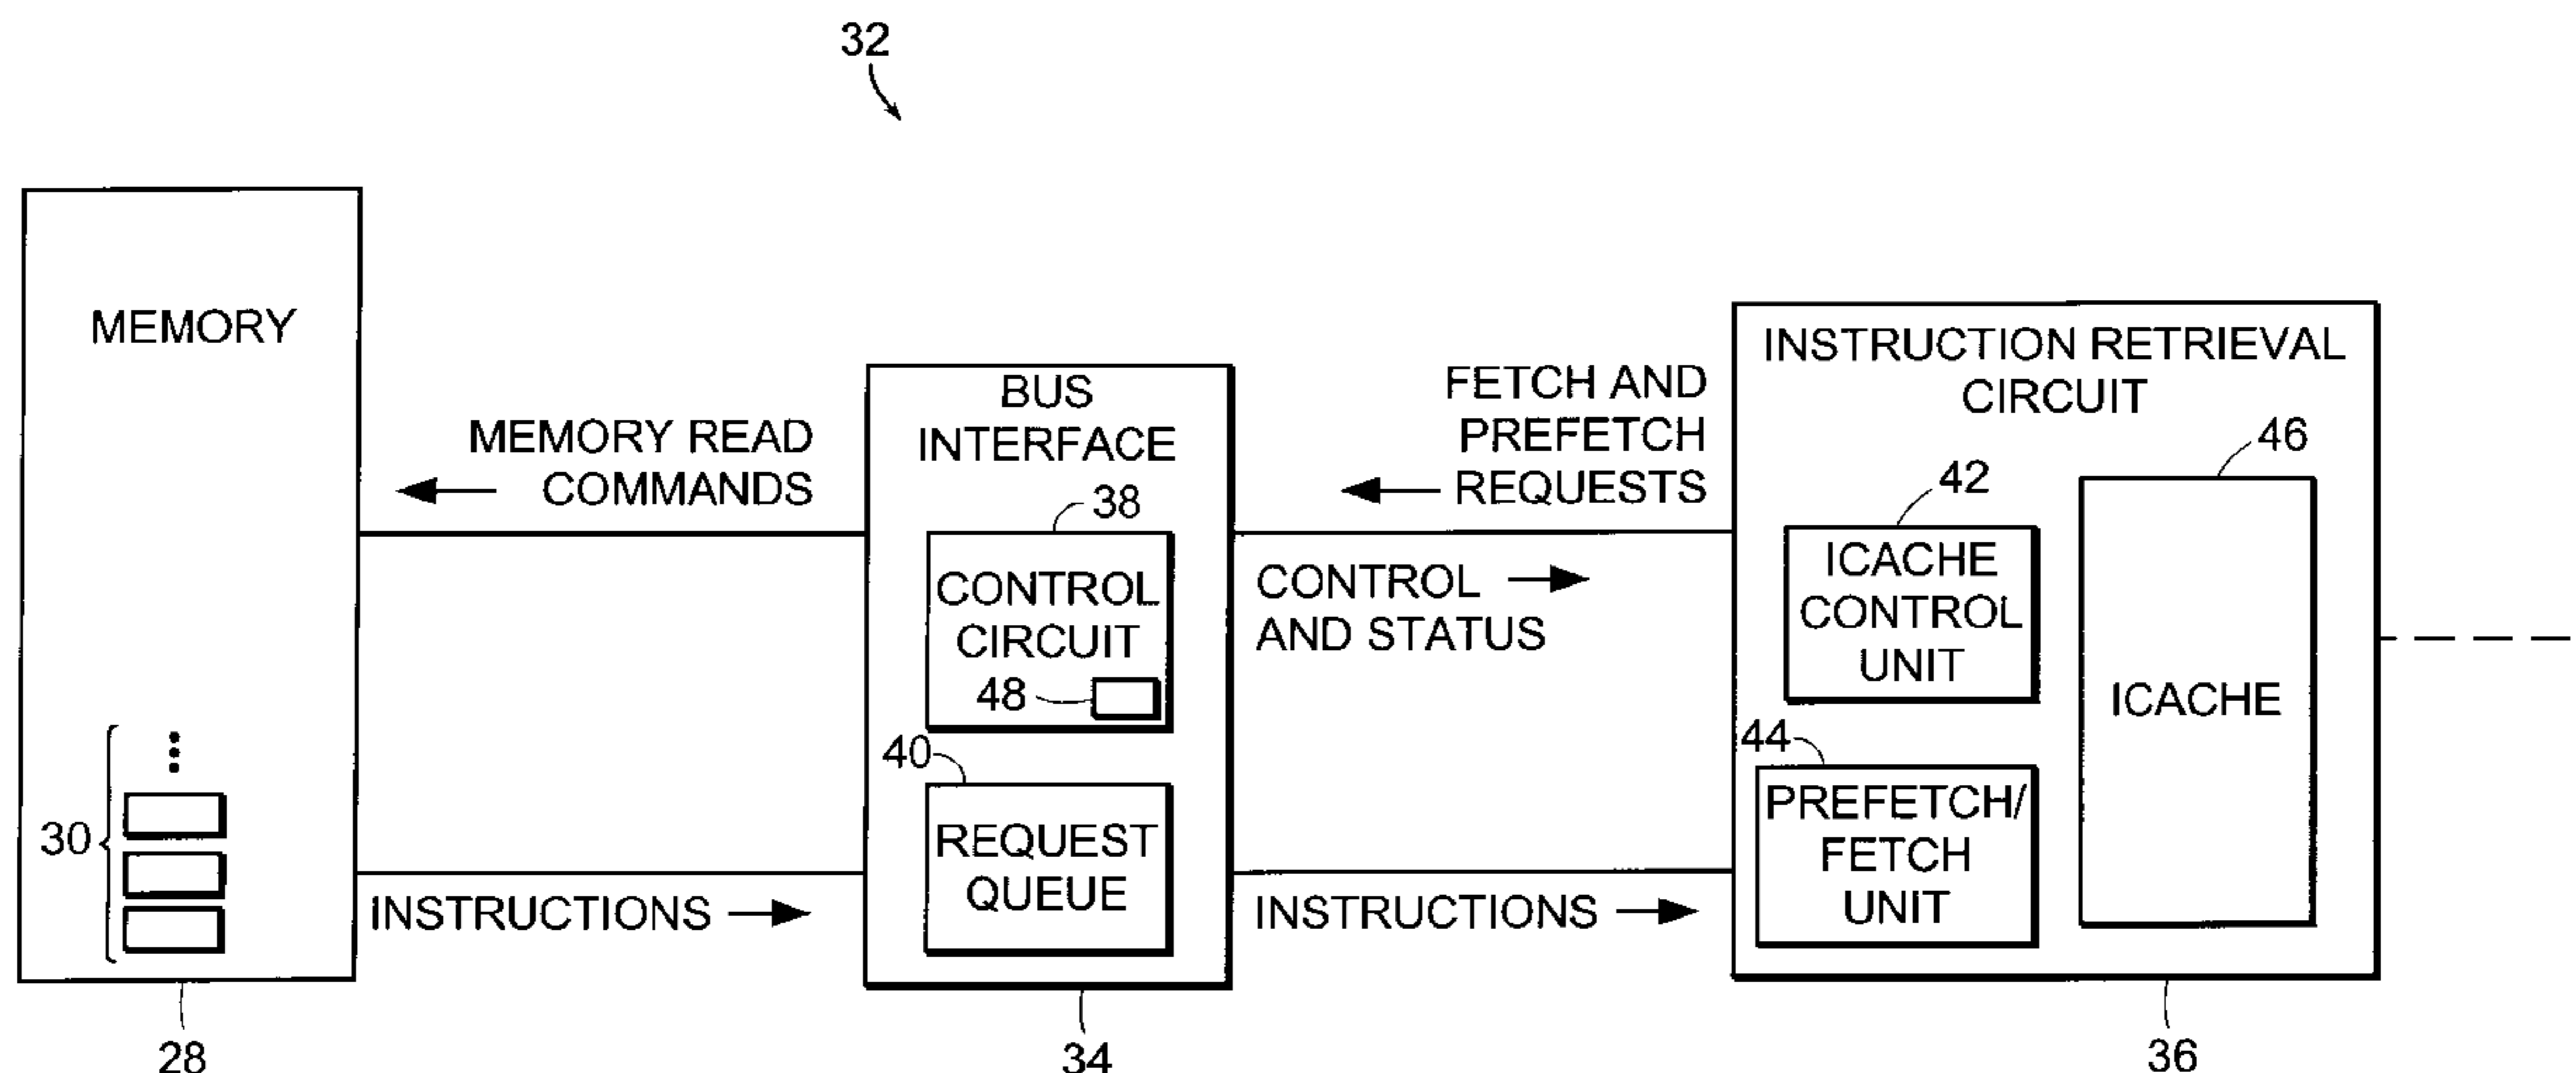 32
MEMORY
30
28
MEMORY READ
COMMANDS
INSTRUCTIONS
BUS
INTERFACE
38
CONTROL
CIRCUIT
48
40
REQUEST
QUEUE
34
FETCH AND
PREFETCH
REQUESTS
CONTROL
AND STATUS
INSTRUCTIONS
INSTRUCTION RETRIEVAL
CIRCUIT
46
42
ICACHE
CONTROL
UNIT
44
PREFETCH/
FETCH
UNIT
ICACHE
36